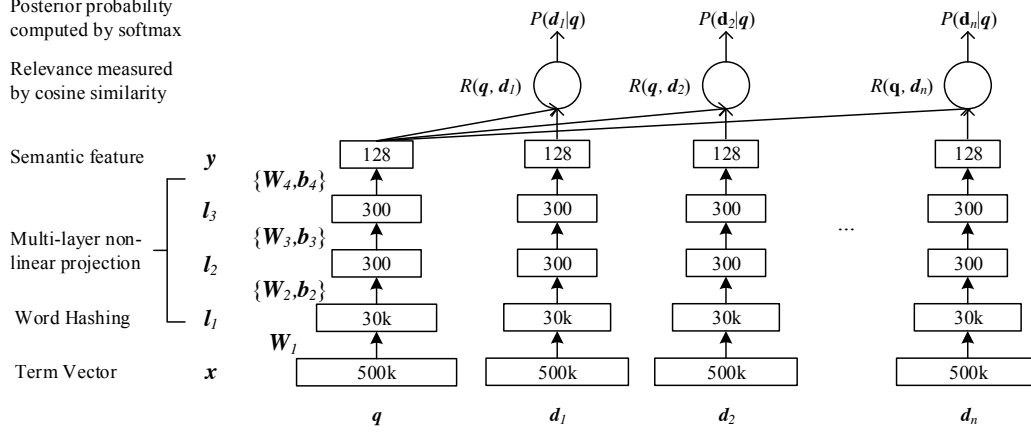 Posterior probability
computed by softmax
P(d1|q) P(d2|q) P(dn|q)
Relevance measured
by cosine similarity
R(q, d1) R(q, d2) R(q, dn)
Semantic feature y 128 128 128 128
{W4,b4}
l3 300 300 300 300
{W3,b3}
Multi-layer non-
linear projection
...
l2 300 300 300 300
{W2,b2}
Word Hashing l1 30k 30k 30k 30k
W1
Term Vector x 500k 500k 500k 500k
q d1 d2 dn